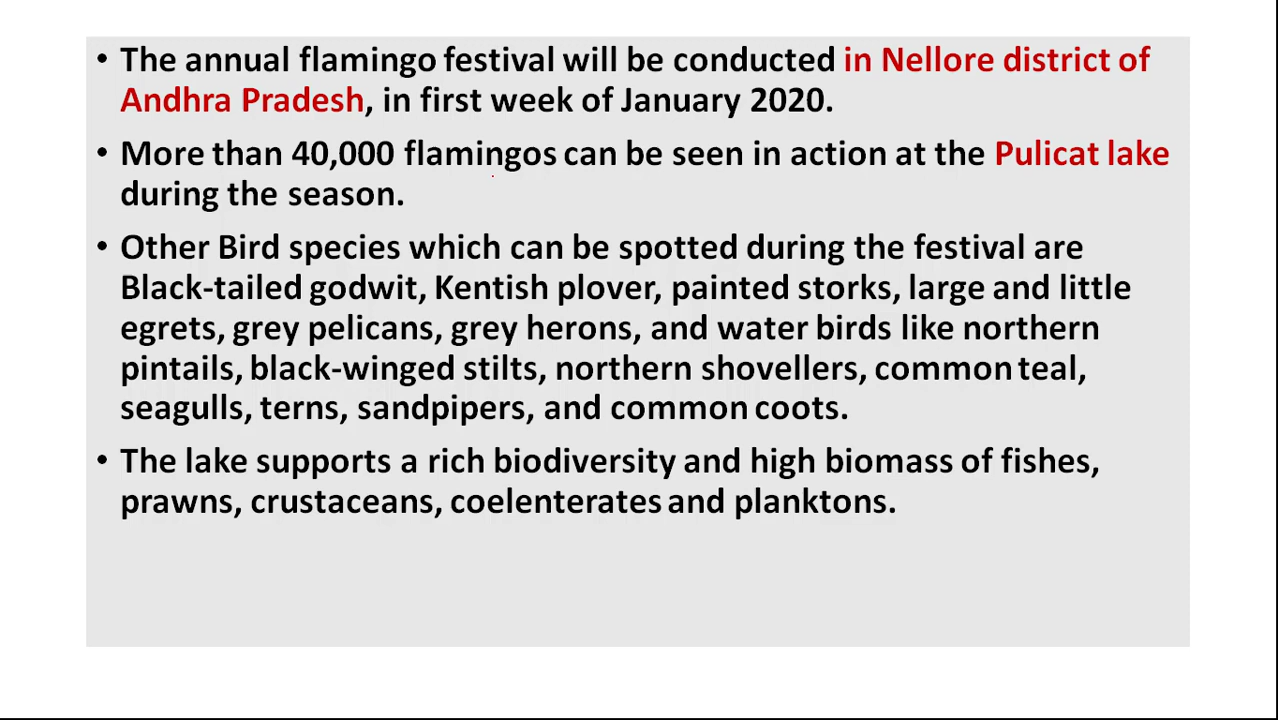 • The annual flamingo festival will be conducted in Nellore district of
Andhra Pradesh, in first week of January 2020.
• More than 40,000 flamingos can be seen in action at the Pulicat lake
during the season.
• Other Bird species which can be spotted during the festival are
Black-tailed godwit, Kentish plover, painted storks, large and little
egrets, grey pelicans, grey herons, and water birds like northern
pintails, black-winged stilts, northern shovellers, common teal,
seagulls, terns, sandpipers, and common coots.
• The lake supports a rich biodiversity and high biomass of fishes,
prawns, crustaceans, coelenterates and planktons.